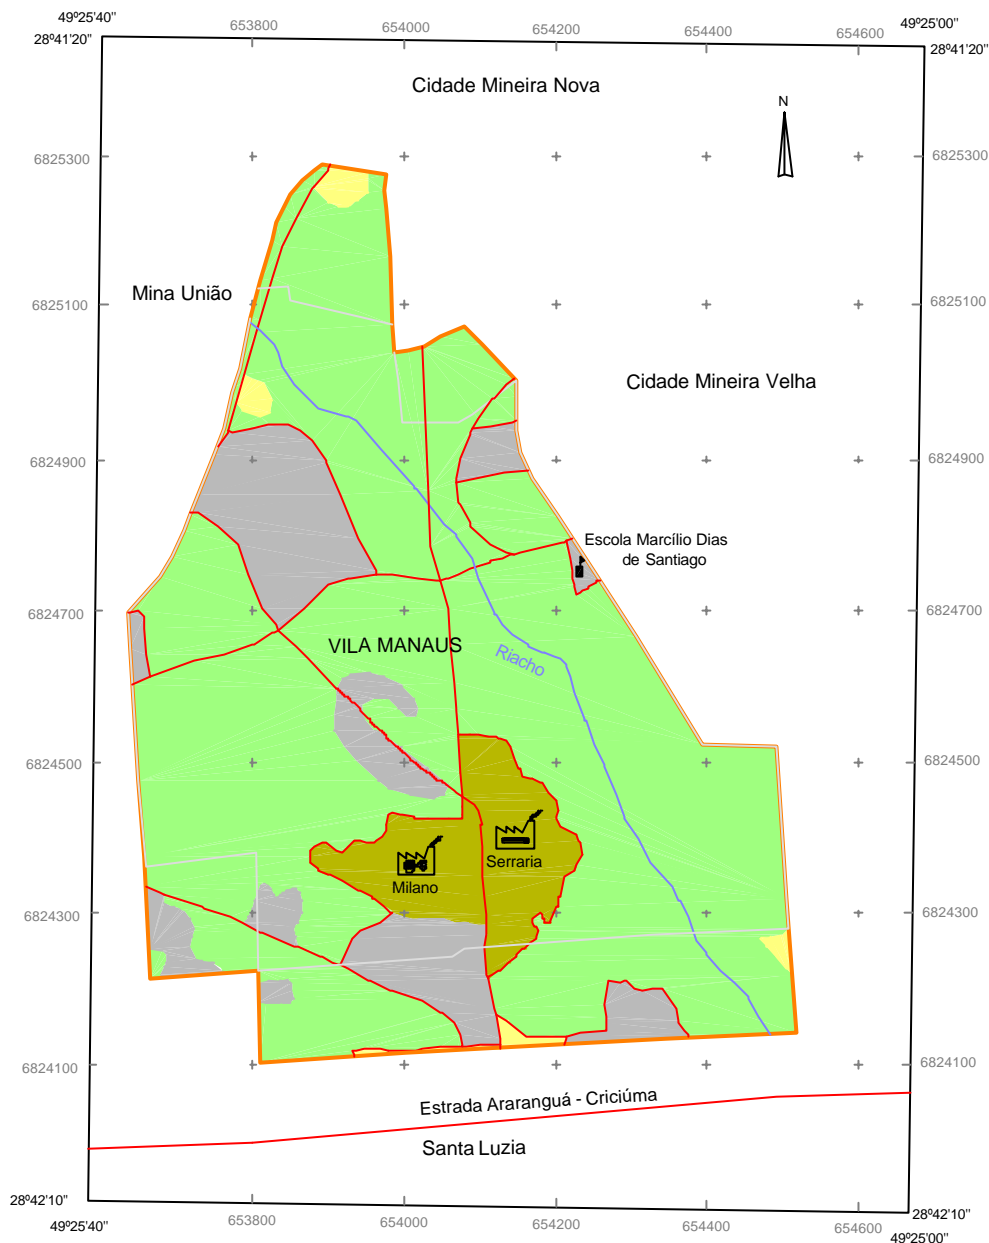 49º25'40"
653800
654000
654200
654400
654600
49º25'00"
28º41'20"
28º41'20"
Cidade Mineira Nova
N
6825300
6825300
Mina União
6825100
6825100
Cidade Mineira Velha
6824900
6824900
Escola Marcílio Dias
de Santiago
6824700
6824700
VILA MANAUS
Riacho
6824500
6824500
Serraria
Milano
6824300
6824300
6824100
6824100
Estrada Araranguá - Criciúma
Santa Luzia
28º42'10"
28º42'10"
49º25'40"
653800
654000
654200
654400
654600
49º25'00"